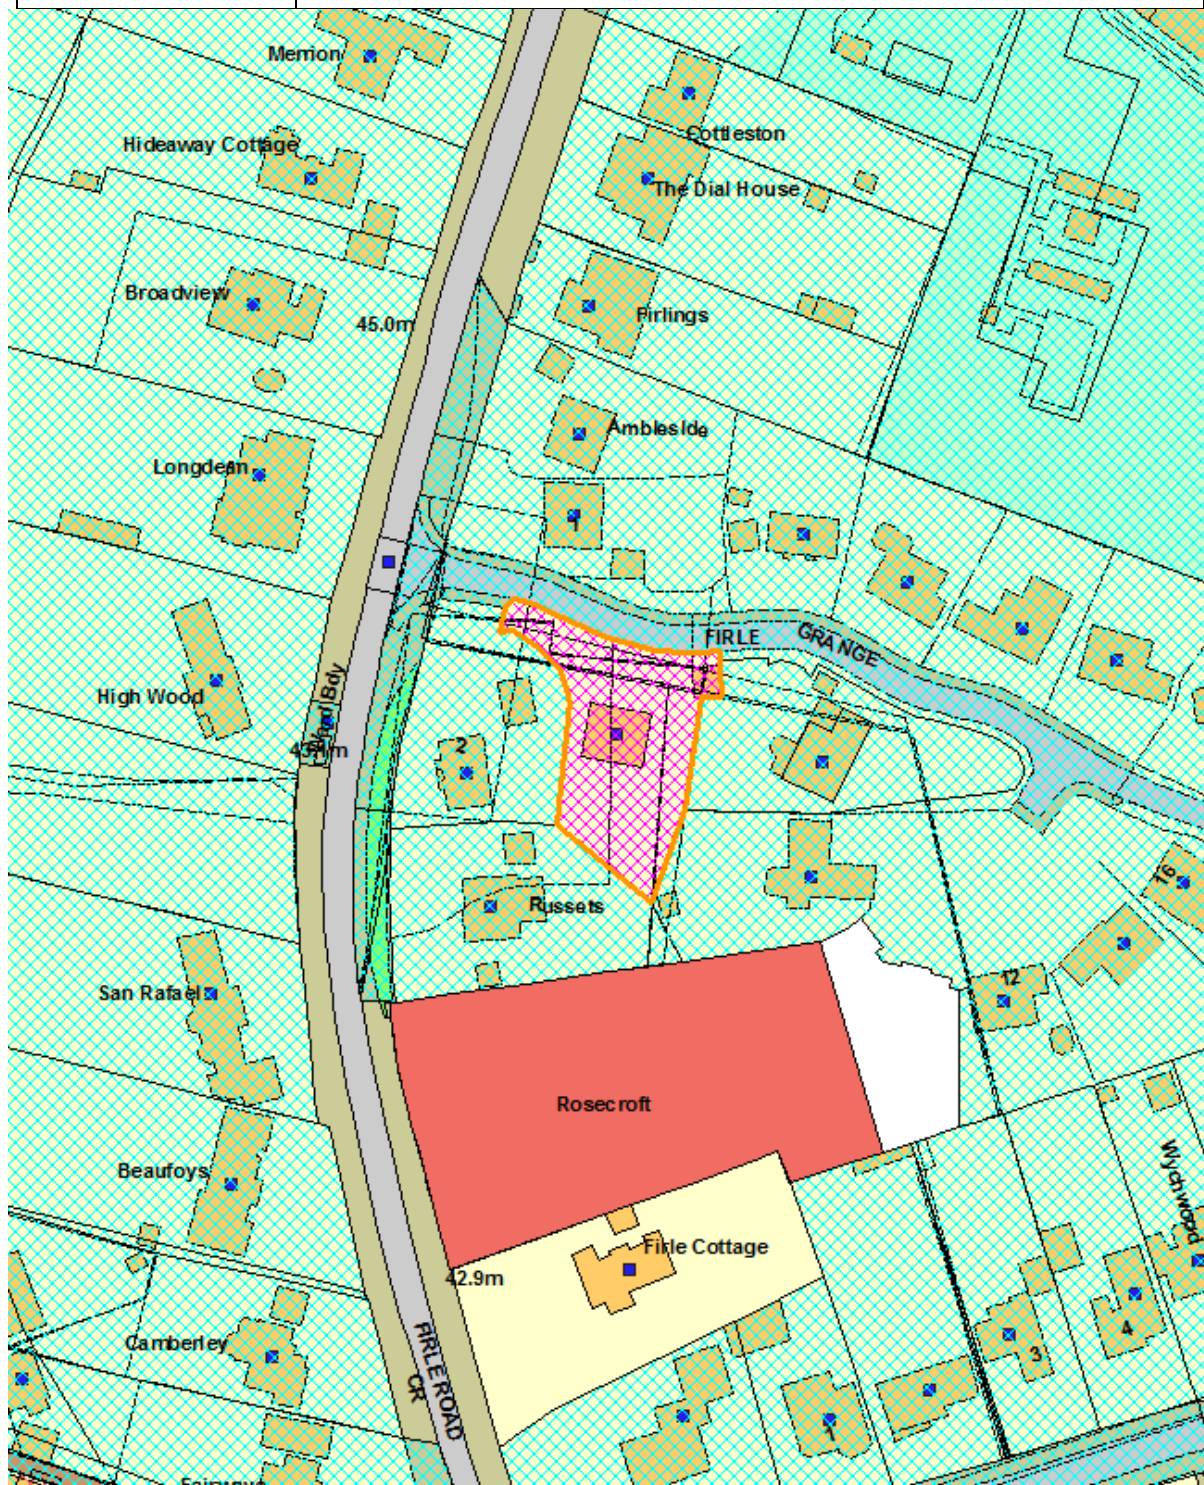 Merrion
Cottleston
Hideaway Cottage
The Dial House
Broadview
45.0m
Pirlings
Ambleside
Longdean
1
FIRLE GRANGE
High Wood
2
Russets
16
12
San Rafael
Rosecroft
Beaufoys
Wychwood
Firle Cottage
42.9m
Camberley
FIRLE ROAD
CR
3
4
1